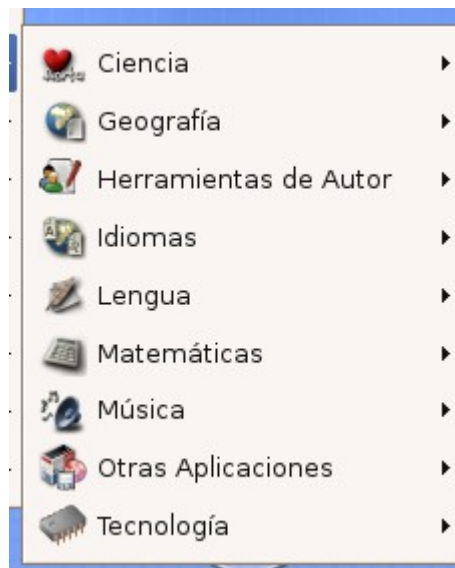 Ciencia
Geografía
Herramientas de Autor
Idiomas
Lengua
Matemáticas
Música
Otras Aplicaciones
Tecnología